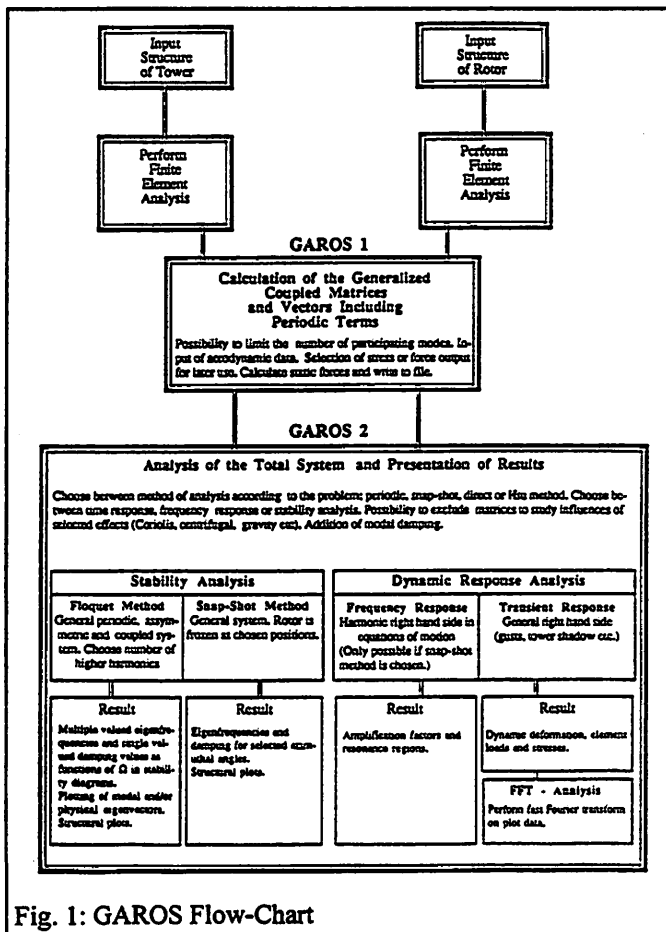 Input
Structure
of Tower
Input
Structure
of Rotor
Perform
Finite
Element
Analysis
Perform
Finite
Element
Analysis
GAROS 1
Calculation of the Generalized
Coupled Matrices
and Vectors Including
Periodic Terms
Possibility to limit the number of participating modes. In-
put of aerodynamic data. Selection of stress or force output
for later use. Calculate static forces and write to file.
GAROS 2
Analysis of the Total System and Presentation of Results
Choose between method of analysis according to the problem: periodic, snap-shot, direct or Hsu method. Choose be-
tween time response, frequency response or stability analysis. Possibility to exclude matrices to study influences of
selected effects (Coriolis, centrifugal, gravity etc). Addition of modal damping.
Stability Analysis
Floquet Method
General periodic, assym-
metric and coupled sys-
tem. Choose number of
higher harmonics
Snap-Shot Method
General system. Rotor is
frozen at chosen positions.
Dynamic Response Analysis
Frequency Response
Harmonic right hand side in
equations of motion
(Only possible if snap-shot
method is chosen.)
Transient Response
General right hand side
(gusts, tower shadow etc.)
Result
Multiple valued eigenfre-
quencies and single val-
ued damping values as
functions of Ω in stabili-
ty diagrams.
Plotting of modal and/or
physical eigenvectors.
Structural plots.
Result
Eigenfrequencies and
damping for selected azim-
uthal angles.
Structural plots.
Result
Amplification factors and
resonance regions.
Result
Dynamic deformation, element
loads and stresses.
FFT - Analysis
Perform fast Fourier transform
on plot data.
Fig. 1: GAROS Flow-Chart